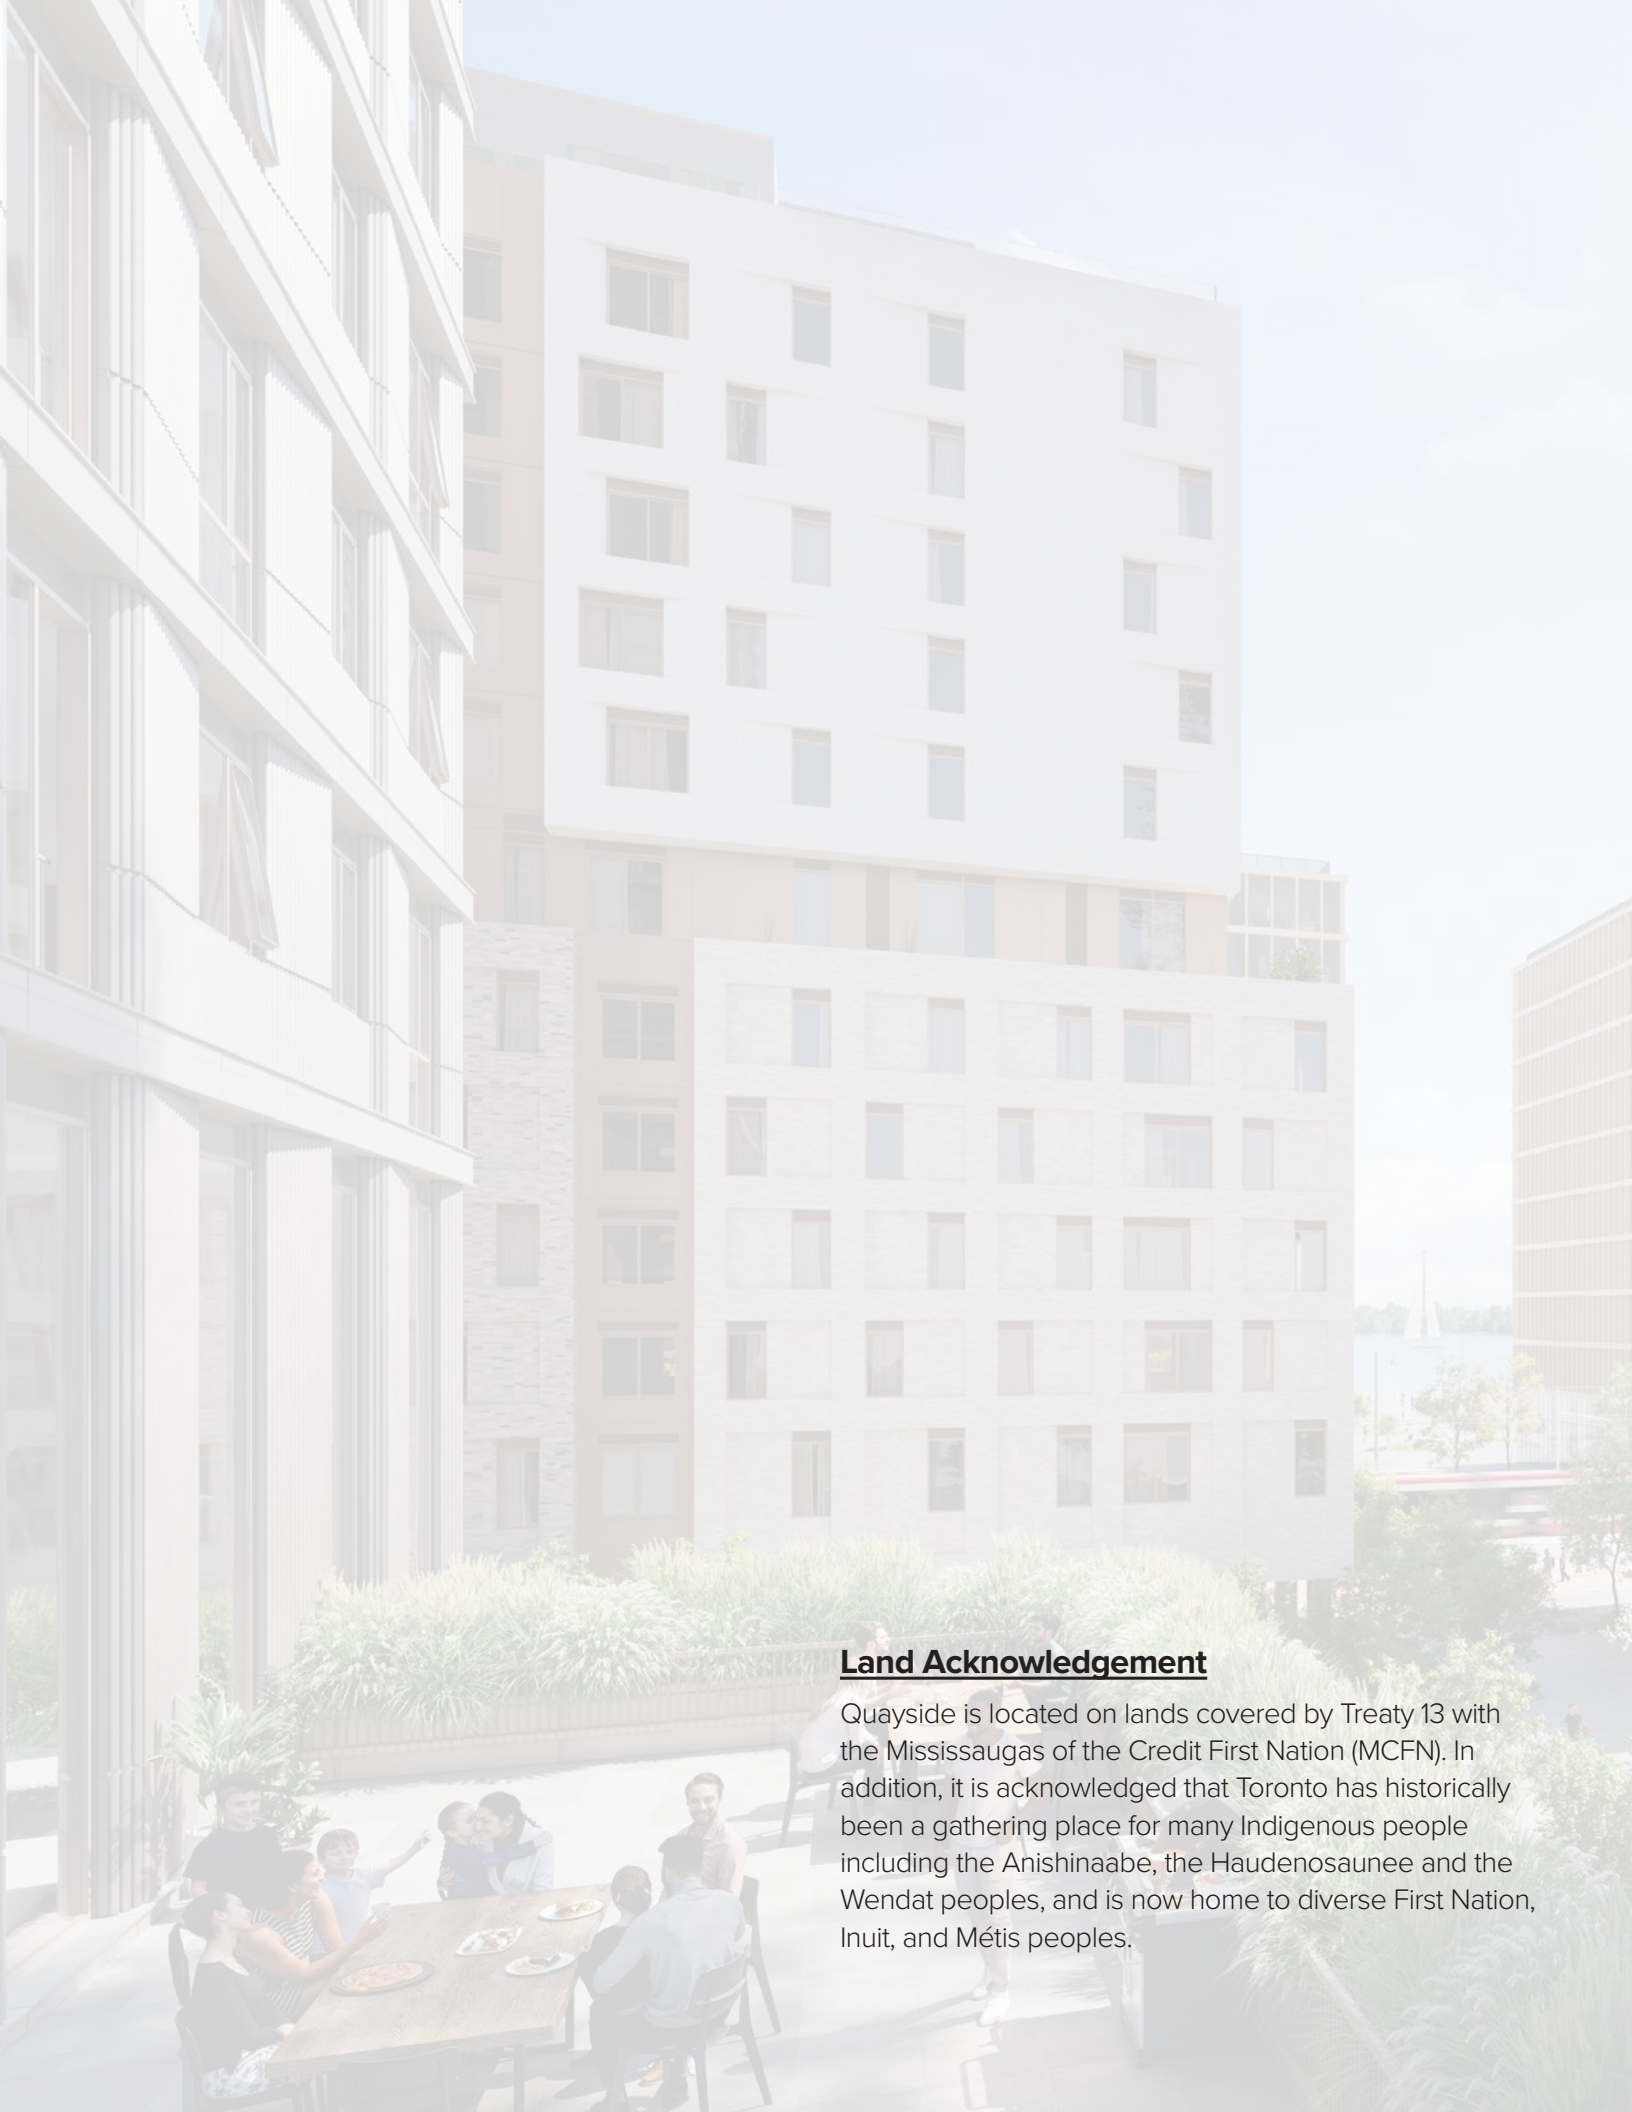 Land Acknowledgement
Quayside is located on lands covered by Treaty 13 with
the Mississaugas of the Credit First Nation (MCFN). In
addition, it is acknowledged that Toronto has historically
been a gathering place for many Indigenous people
including the Anishinaabe, the Haudenosaunee and the
Wendat peoples, and is now home to diverse First Nation,
Inuit, and Métis peoples.